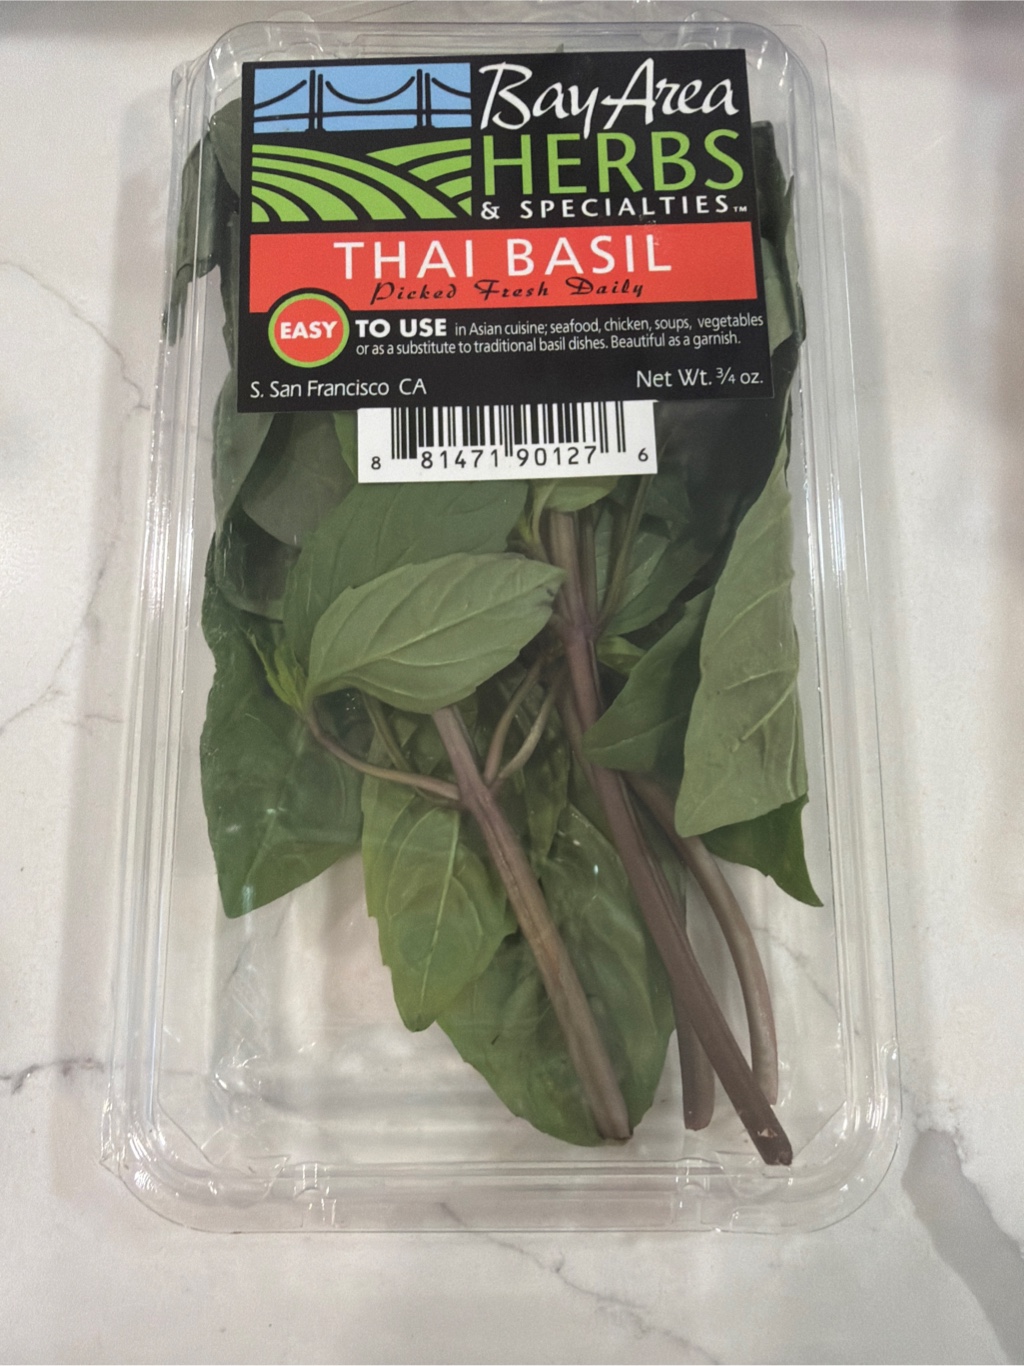 Bay Area
HERBS
& SPECIALTIES™
THAI BASIL
Picked Fresh Daily
EASY TO USE in Asian cuisine; seafood, chicken, soups, vegetables
or as a substitute to traditional basil dishes. Beautiful as a garnish.
S. San Francisco CA Net Wt. ¾ oz.
8 81471 90127 6